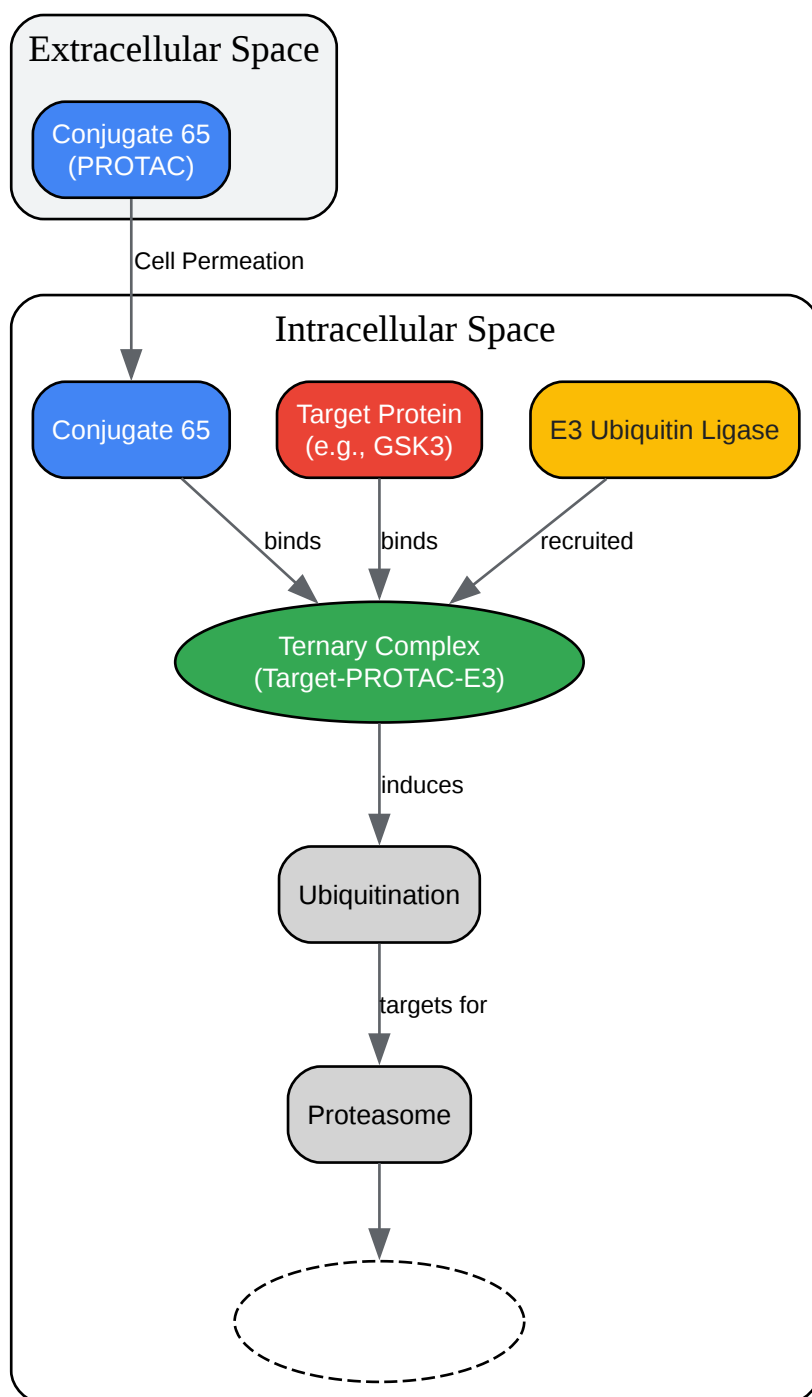 Extracellular Space
Conjugate 65
(PROTAC)
Cell Permeation
Intracellular Space
Conjugate 65
Target Protein
(e.g., GSK3)
E3 Ubiquitin Ligase
binds
binds
recruited
Ternary Complex
(Target-PROTAC-E3)
induces
Ubiquitination
targets for
Proteasome